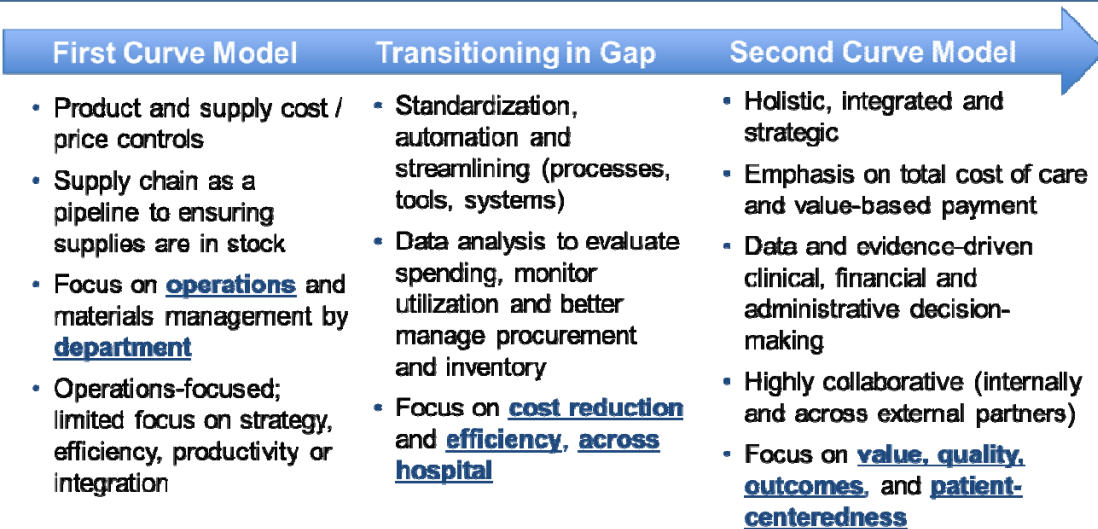 First Curve Model
• Product and supply cost /
price controls
• Supply chain as a
pipeline to ensuring
supplies are in stock
• Focus on operations and
materials management by
department
• Operations-focused;
limited focus on strategy,
efficiency, productivity or
integration
Transitioning in Gap
• Standardization,
automation and
streamlining (processes,
tools, systems)
• Data analysis to evaluate
spending, monitor
utilization and better
manage procurement
and inventory
• Focus on cost reduction
and efficiency, across
hospital
Second Curve Model
• Holistic, integrated and
strategic
• Emphasis on total cost of care
and value-based payment
• Data and evidence-driven
clinical, financial and
administrative decision-
making
• Highly collaborative (internally
and across external partners)
• Focus on value, quality,
outcomes, and patient-
centeredness